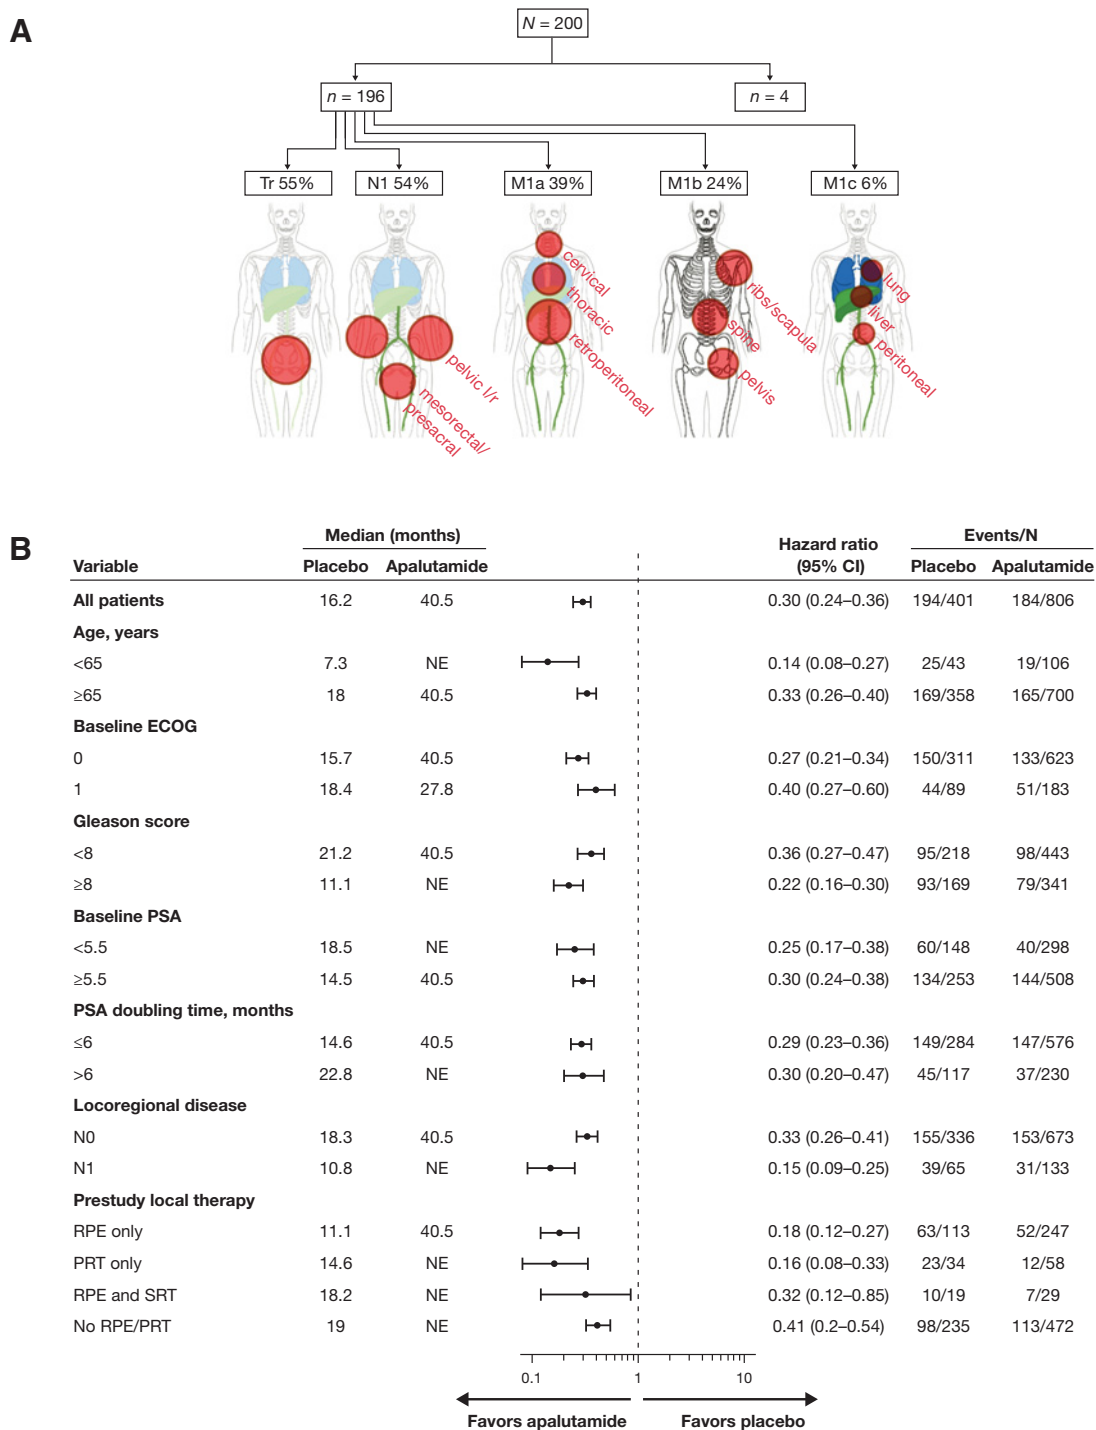 A
N = 200
n = 196
n = 4
Tr 55%
N1 54%
M1a 39%
M1b 24%
M1c 6%
pelvic l/r
mesorectal/
presacral
cervical
thoracic
retroperitoneal
ribs/scapula
spine
pelvis
lung
liver
peritoneal
B
Median (months) Events/N
Hazard ratio
Variable Placebo Apalutamide (95% CI) Placebo Apalutamide
All patients 16.2 40.5 0.30 (0.24–0.36) 194/401 184/806
Age, years
<65 7.3 NE 0.14 (0.08–0.27) 25/43 19/106
≥65 18 40.5 0.33 (0.26–0.40) 169/358 165/700
Baseline ECOG
0 15.7 40.5 0.27 (0.21–0.34) 150/311 133/623
1 18.4 27.8 0.40 (0.27–0.60) 44/89 51/183
Gleason score
<8 21.2 40.5 0.36 (0.27–0.47) 95/218 98/443
≥8 11.1 NE 0.22 (0.16–0.30) 93/169 79/341
Baseline PSA
<5.5 18.5 NE 0.25 (0.17–0.38) 60/148 40/298
≥5.5 14.5 40.5 0.30 (0.24–0.38) 134/253 144/508
PSA doubling time, months
≤6 14.6 40.5 0.29 (0.23–0.36) 149/284 147/576
>6 22.8 NE 0.30 (0.20–0.47) 45/117 37/230
Locoregional disease
N0 18.3 40.5 0.33 (0.26–0.41) 155/336 153/673
N1 10.8 NE 0.15 (0.09–0.25) 39/65 31/133
Prestudy local therapy
RPE only 11.1 40.5 0.18 (0.12–0.27) 63/113 52/247
PRT only 14.6 NE 0.16 (0.08–0.33) 23/34 12/58
RPE and SRT 18.2 NE 0.32 (0.12–0.85) 10/19 7/29
No RPE/PRT 19 NE 0.41 (0.2–0.54) 98/235 113/472
0.1 1 10
Favors apalutamide Favors placebo